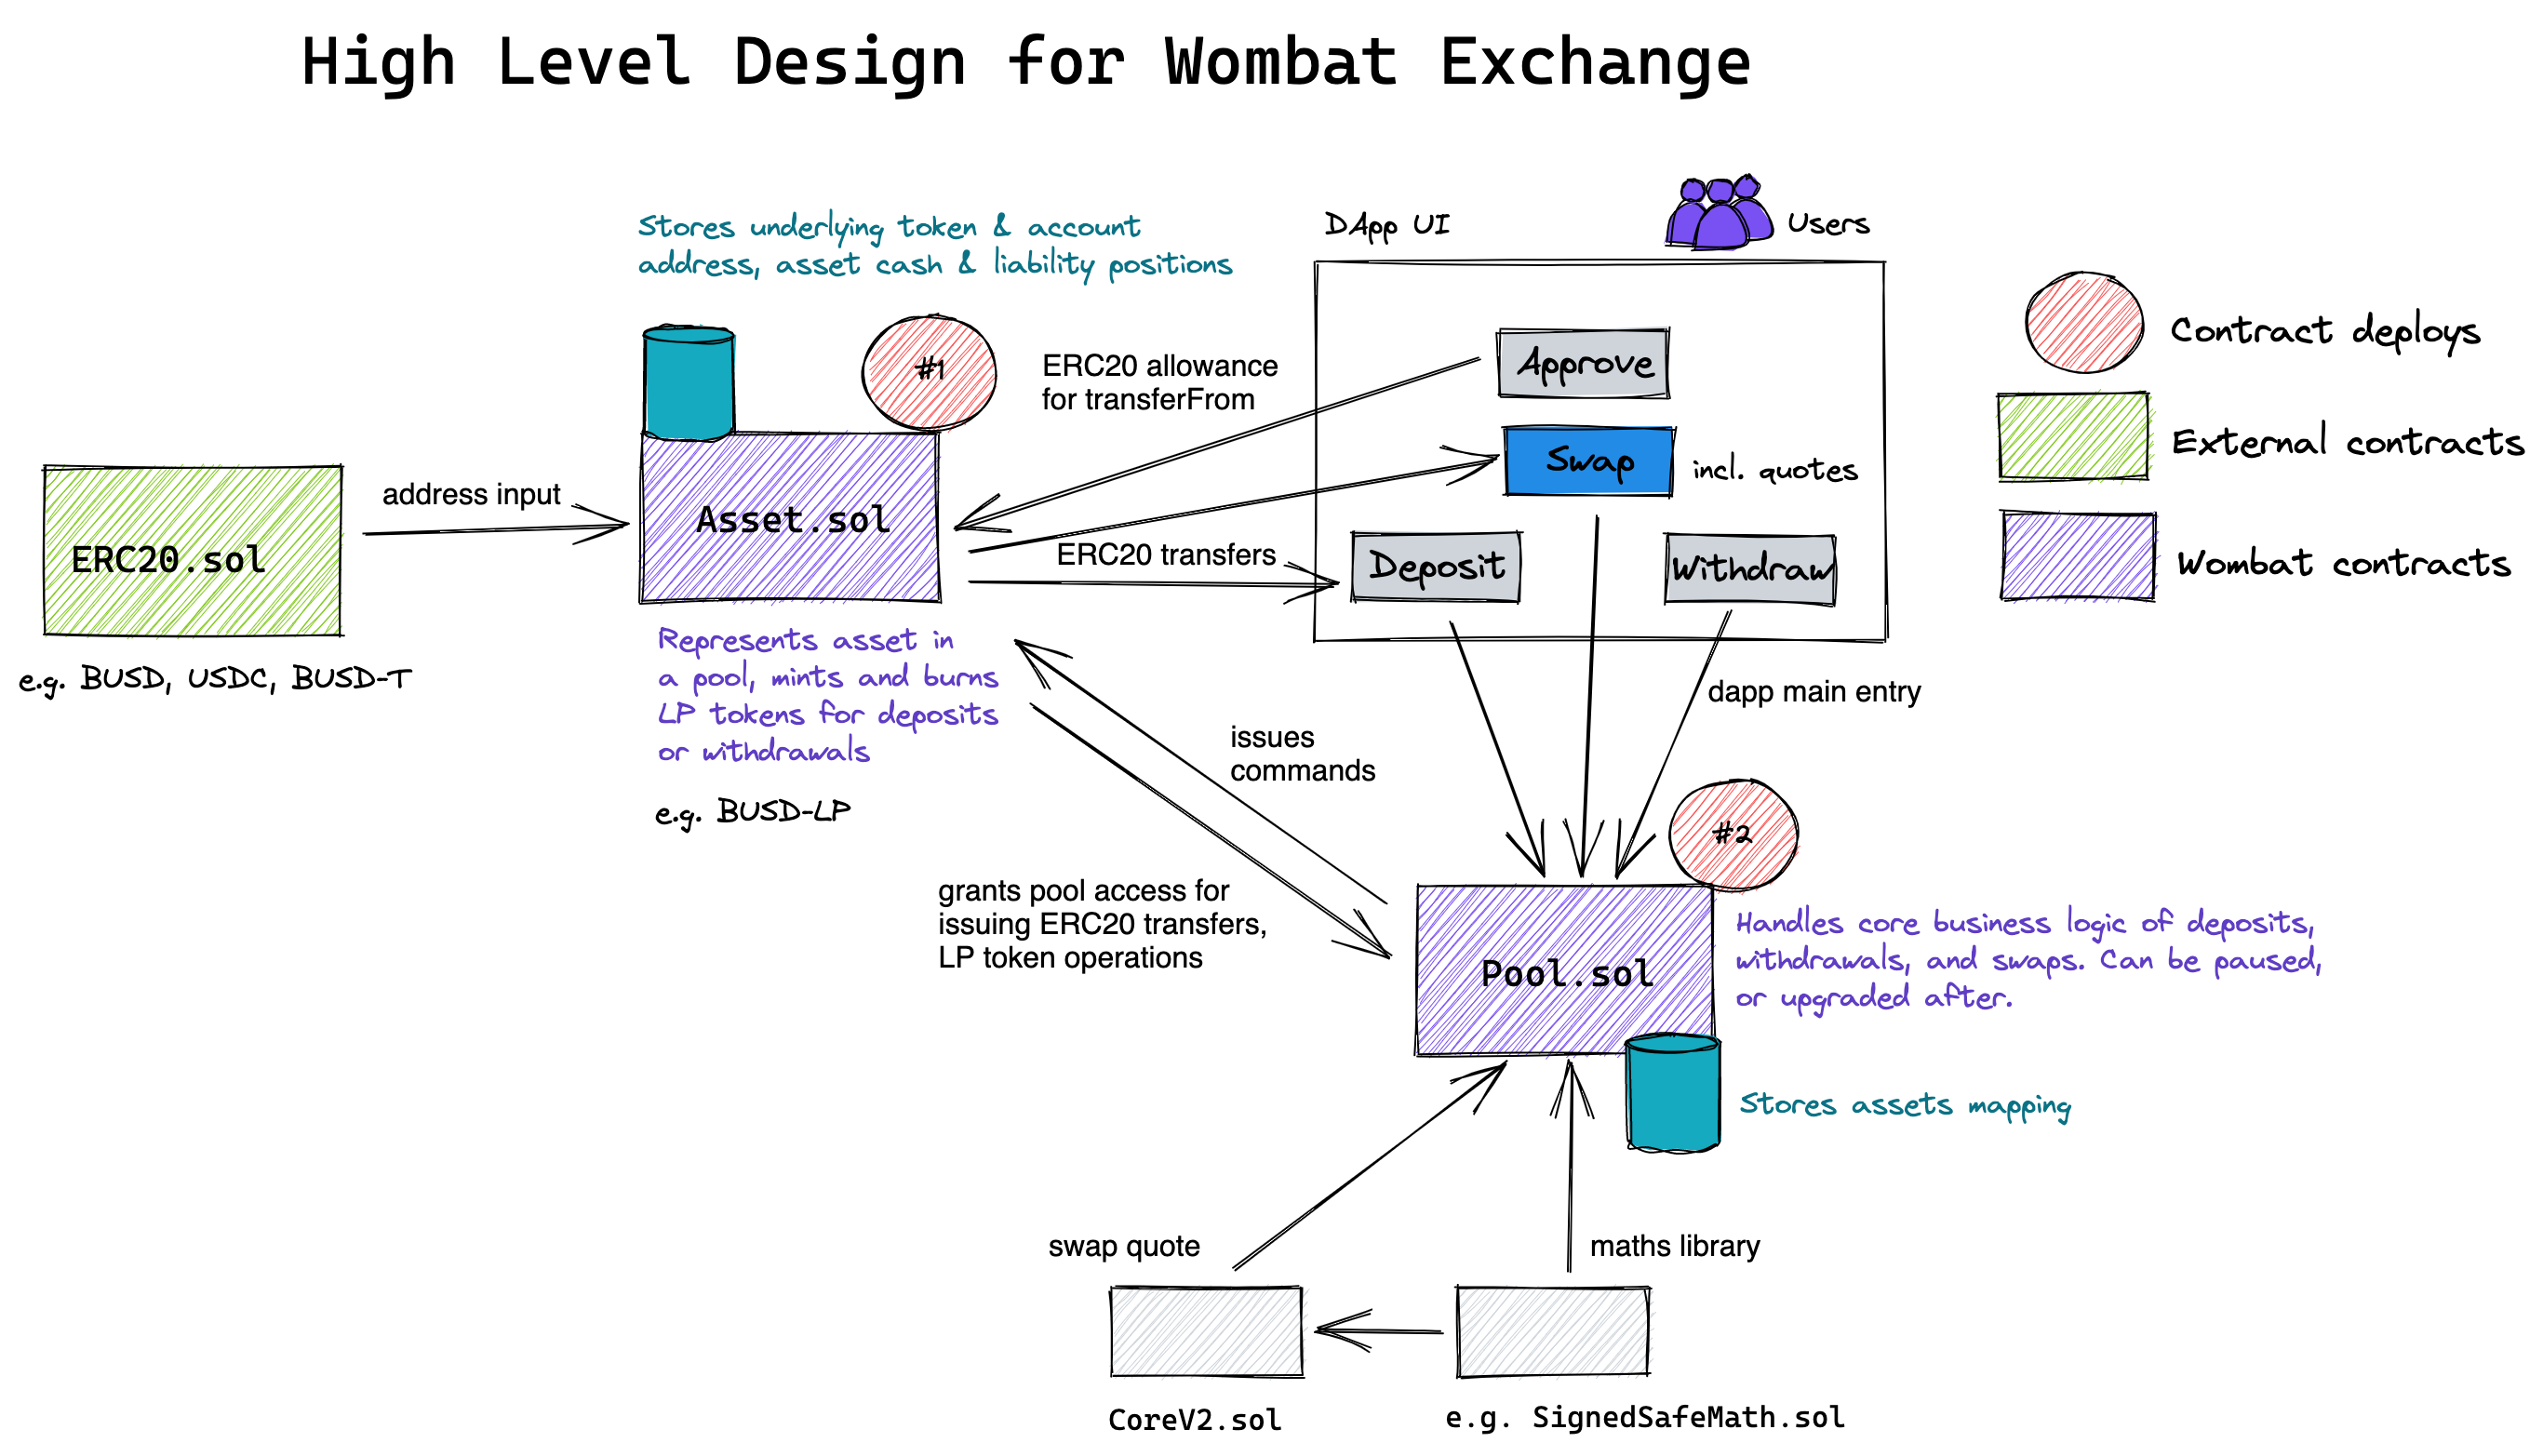 High Level Design for Wombat Exchange
Stores underlying token & account
address, asset cash & liability positions
DApp UI
Users
#1
ERC20 allowance
for transferFrom
Approve
Swap
incl. quotes
Deposit
Withdraw
Contract deploys
External contracts
Wombat contracts
address input
ERC20.sol
e.g. BUSD, USDC, BUSD-T
Asset.sol
ERC20 transfers
Represents asset in
a pool, mints and burns
LP tokens for deposits
or withdrawals
e.g. BUSD-LP
issues
commands
dapp main entry
grants pool access for
issuing ERC20 transfers,
LP token operations
#2
Pool.sol
Handles core business logic of deposits,
withdrawals, and swaps. Can be paused,
or upgraded after.
Stores assets mapping
swap quote
maths library
CoreV2.sol
e.g. SignedSafeMath.sol